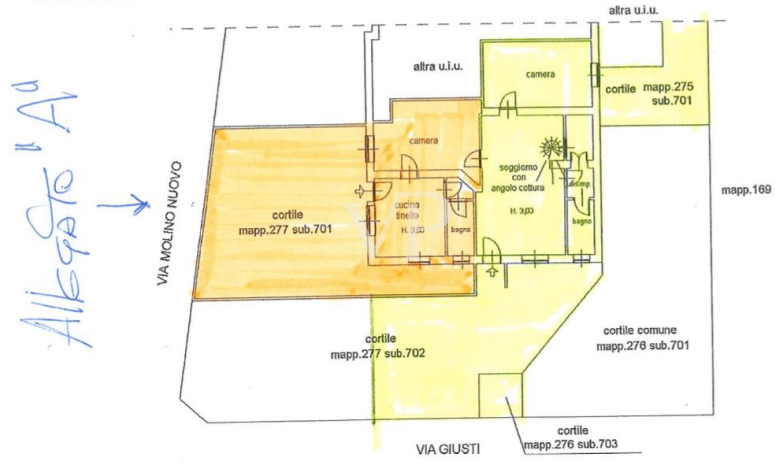 altra u.i.u.
altra u.i.u.
camera
cortile mapp.275
sub.701
Allegato "A"
camera
soggiorno
con
angolo cottura
H. 3,00
disimp.
bagno
mapp.169
VIA MOLINO NUOVO
cortile
mapp.277 sub.701
cucina
tinello
H. 3,00
bagno
cortile
mapp.277 sub.702
cortile comune
mapp.276 sub.701
cortile
mapp.276 sub.703
VIA GIUSTI